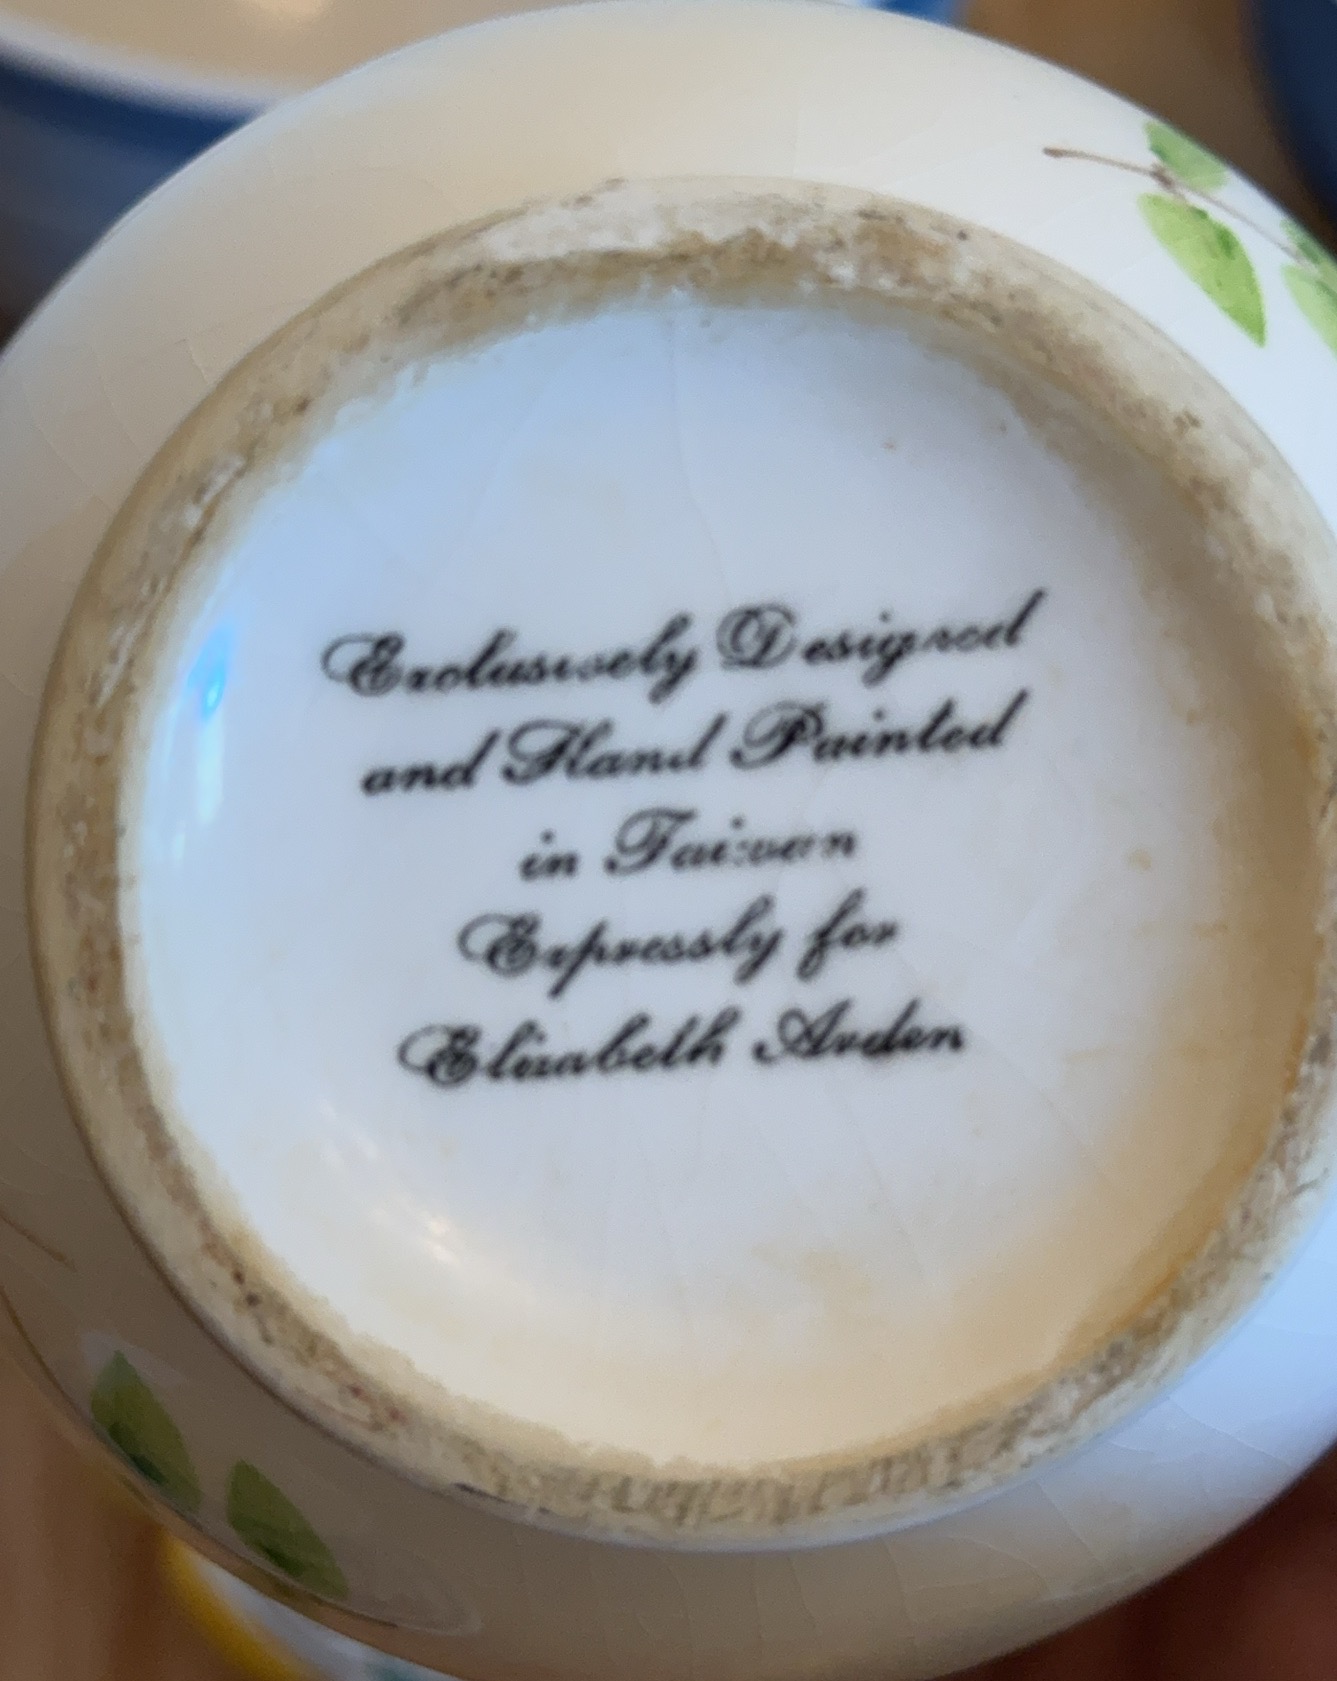 Exclusively Designed
and Hand Painted
in Taiwan
Expressly for
Elizabeth Arden